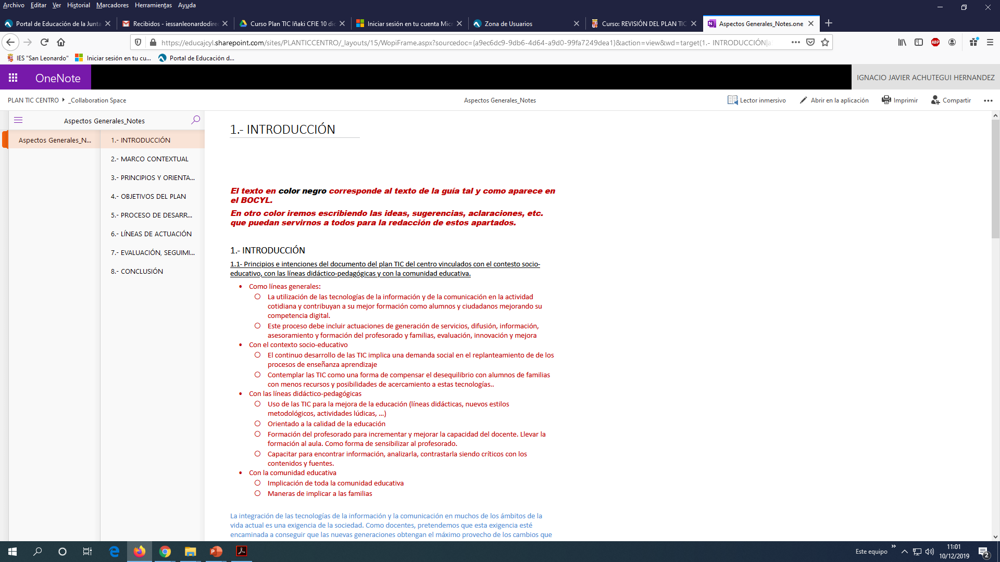 Archivo Editar Ver Historial Marcadores Herramientas Ayuda
Portal de Educación de la Junta
Recibidos - iessanleonardodirec
Curso Plan TIC Iñaki CFIE 10 dic
Iniciar sesión en tu cuenta Micr
Zona de Usuarios
Curso: REVISIÓN DEL PLAN TIC
Aspectos Generales_Notes.one
https://educajcyl.sharepoint.com/sites/PLANTICCENTRO/_layouts/15/WopiFrame.aspx?sourcedoc={a9ec6dc9-9db6-4d64-a9d0-99fa7249dea1}&action=view&wd=target(1.- INTRODUCCIÓN|a
ABP
IES "San Leonardo" Iniciar sesión en tu cu... Portal de Educación d...
OneNote
IGNACIO JAVIER ACHUTEGUI HERNANDEZ
PLAN TIC CENTRO _Collaboration Space
Aspectos Generales_Notes
Lector inmersivo Abrir en la aplicación Imprimir Compartir
Aspectos Generales_Notes
Aspectos Generales_N...
1.- INTRODUCCIÓN
2.- MARCO CONTEXTUAL
3.- PRINCIPIOS Y ORIENTA...
4.- OBJETIVOS DEL PLAN
5.- PROCESO DE DESARR...
6.- LÍNEAS DE ACTUACIÓN
7.- EVALUACIÓN, SEGUIMI...
8.- CONCLUSIÓN
1.- INTRODUCCIÓN
El texto en color negro corresponde al texto de la guía tal y como aparece en
el BOCYL.
En otro color iremos escribiendo las ideas, sugerencias, aclaraciones, etc.
que puedan servirnos a todos para la redacción de estos apartados.
1.- INTRODUCCIÓN
1.1- Principios e intenciones del documento del plan TIC del centro vinculados con el contesto socio-
educativo, con las líneas didáctico-pedagógicas y con la comunidad educativa.
• Como líneas generales:
○ La utilización de las tecnologías de la información y de la comunicación en la actividad
cotidiana y contribuyan a su mejor formación como alumnos y ciudadanos mejorando su
competencia digital.
○ Este proceso debe incluir actuaciones de generación de servicios, difusión, información,
asesoramiento y formación del profesorado y familias, evaluación, innovación y mejora
• Con el contexto socio-educativo
○ El continuo desarrollo de las TIC implica una demanda social en el replanteamiento de de los
procesos de enseñanza aprendizaje
○ Contemplar las TIC como una forma de compensar el desequilibrio con alumnos de familias
con menos recursos y posibilidades de acercamiento a estas tecnologías..
• Con las líneas didáctico-pedagógicas
○ Uso de las TIC para la mejora de la educación (líneas didácticas, nuevos estilos
metodológicos, actividades lúdicas, ...)
○ Orientado a la calidad de la educación
○ Formación del profesorado para incrementar y mejorar la capacidad del docente. Llevar la
formación al aula. Como forma de sensibilizar al profesorado.
○ Capacitar para encontrar información, analizarla, contrastarla siendo críticos con los
contenidos y fuentes.
• Con la comunidad educativa
○ Implicación de toda la comunidad educativa
○ Maneras de implicar a las familias
La integración de las tecnologías de la información y la comunicación en muchos de los ámbitos de la
vida actual es una exigencia de la sociedad. Como docentes, pretendemos que esta exigencia esté
encaminada a conseguir que las nuevas generaciones obtengan el máximo provecho de los cambios que
Este equipo
11:01
10/12/2019
2